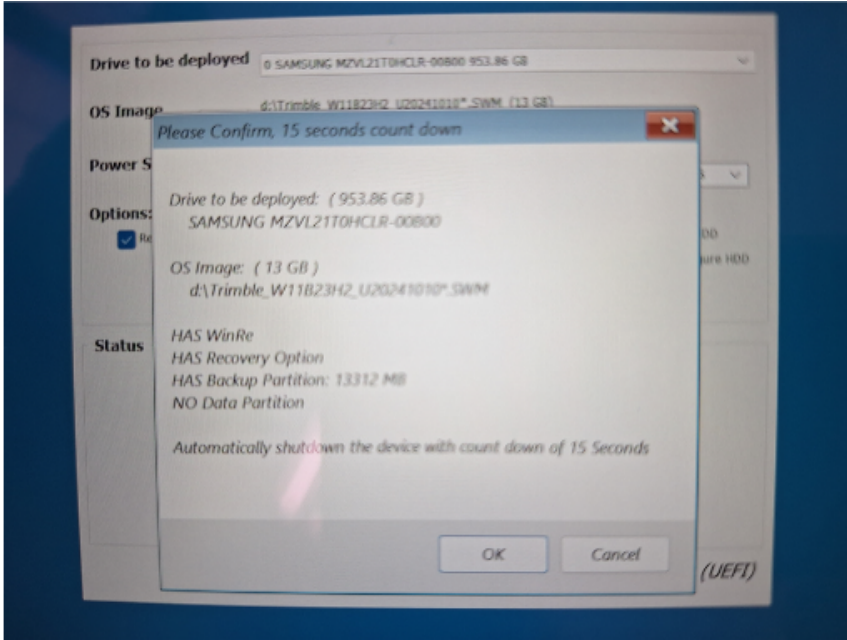 Drive to be deployed
0 SAMSUNG MZVL21T0HCLR-00B00 953.86 GB
OS Image
d:\Trimble_W11B23H2_U20241010*.SWM (13 GB)
Please Confirm, 15 seconds count down
Power S
Drive to be deployed: ( 953.86 GB )
SAMSUNG MZVL21T0HCLR-00B00
Options:
Re
DD
OS Image: ( 13 GB )
ure HDD
d:\Trimble_W11B23H2_U20241010*.SWM
HAS WinRe
Status
HAS Recovery Option
HAS Backup Partition: 13312 MB
NO Data Partition
Automatically shutdown the device with count down of 15 Seconds
OK
Cancel
(UEFI)